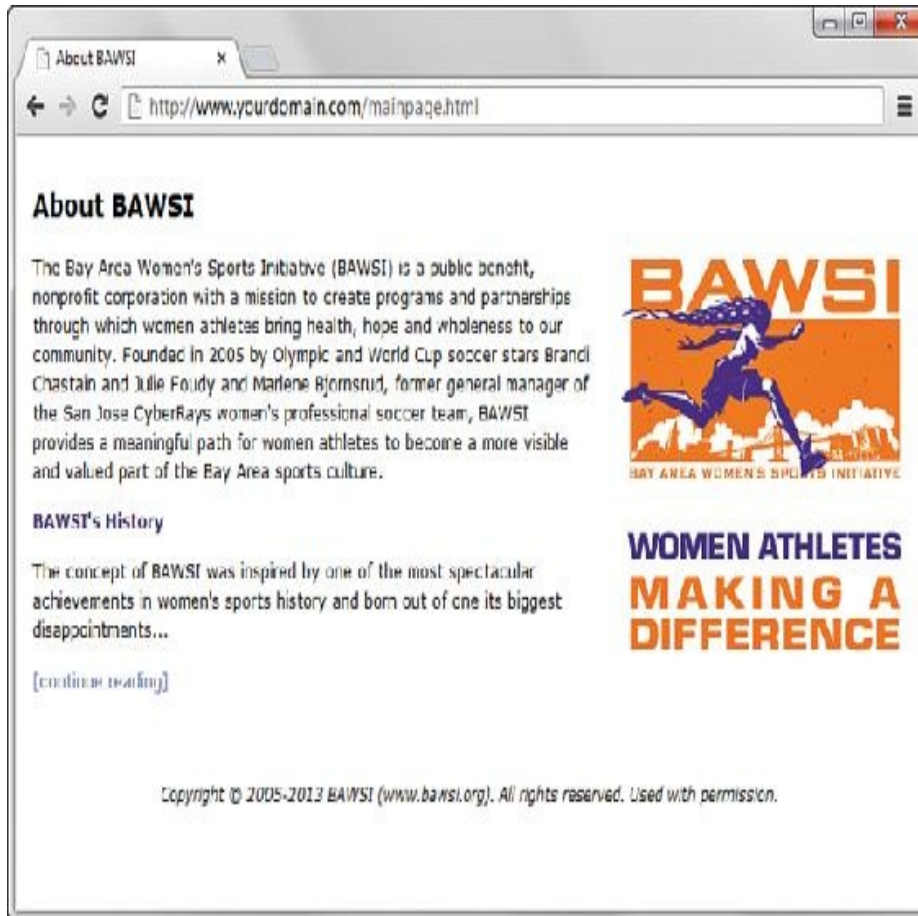 About BAWSI
http://www.yourdomain.com/mainpage.html
About BAWSI
The Bay Area Women's Sports Initiative (BAWSI) is a public benefit,
nonprofit corporation with a mission to create programs and partnerships
through which women athletes bring health, hope and wholeness to our
community. Founded in 2005 by Olympic and World Cup soccer stars Brandi
Chastain and Julie Foudy and Marlene Bjornsrud, former general manager of
the San Jose CyberRays women's professional soccer team, BAWSI
provides a meaningful path for women athletes to become a more visible
and valued part of the Bay Area sports culture.
BAWSI's History
The concept of BAWSI was inspired by one of the most spectacular
achievements in women's sports history and born out of one its biggest
disappointments...
[continue reading]
BAWSI
BAY AREA WOMEN'S SPORTS INITIATIVE
WOMEN ATHLETES
MAKING A
DIFFERENCE
Copyright © 2005-2013 BAWSI (www.bawsi.org). All rights reserved. Used with permission.